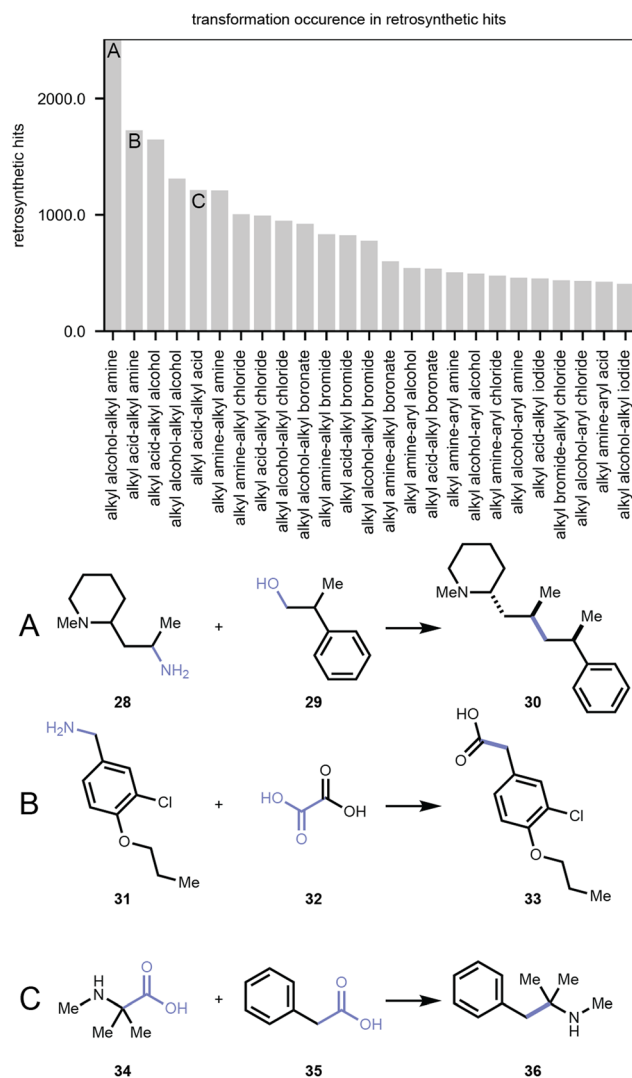 transformation occurence in retrosynthetic hits
retrosynthetic hits
2000.0
1000.0
0.0
A
B
C
alkyl alcohol-alkyl amine
alkyl acid-alkyl amine
alkyl acid-alkyl alcohol
alkyl alcohol-alkyl alcohol
alkyl acid-alkyl acid
alkyl amine-alkyl amine
alkyl amine-alkyl chloride
alkyl acid-alkyl chloride
alkyl alcohol-alkyl chloride
alkyl alcohol-alkyl boronate
alkyl amine-alkyl bromide
alkyl acid-alkyl bromide
alkyl alcohol-alkyl bromide
alkyl amine-alkyl boronate
alkyl amine-aryl alcohol
alkyl acid-alkyl boronate
alkyl amine-aryl amine
alkyl alcohol-aryl alcohol
alkyl amine-aryl chloride
alkyl alcohol-aryl amine
alkyl acid-alkyl iodide
alkyl bromide-alkyl chloride
alkyl alcohol-aryl chloride
alkyl amine-aryl acid
alkyl alcohol-alkyl iodide
A
MeN
Me
NH2
28
+
HO
Me
29
MeN
Me
Me
30
B
H2N
Cl
O
Me
31
+
HO
O
O
OH
32
HO
O
Cl
O
Me
33
C
H
N
Me
O
OH
Me
Me
34
+
O
OH
35
Me
Me
Me
N
H
36